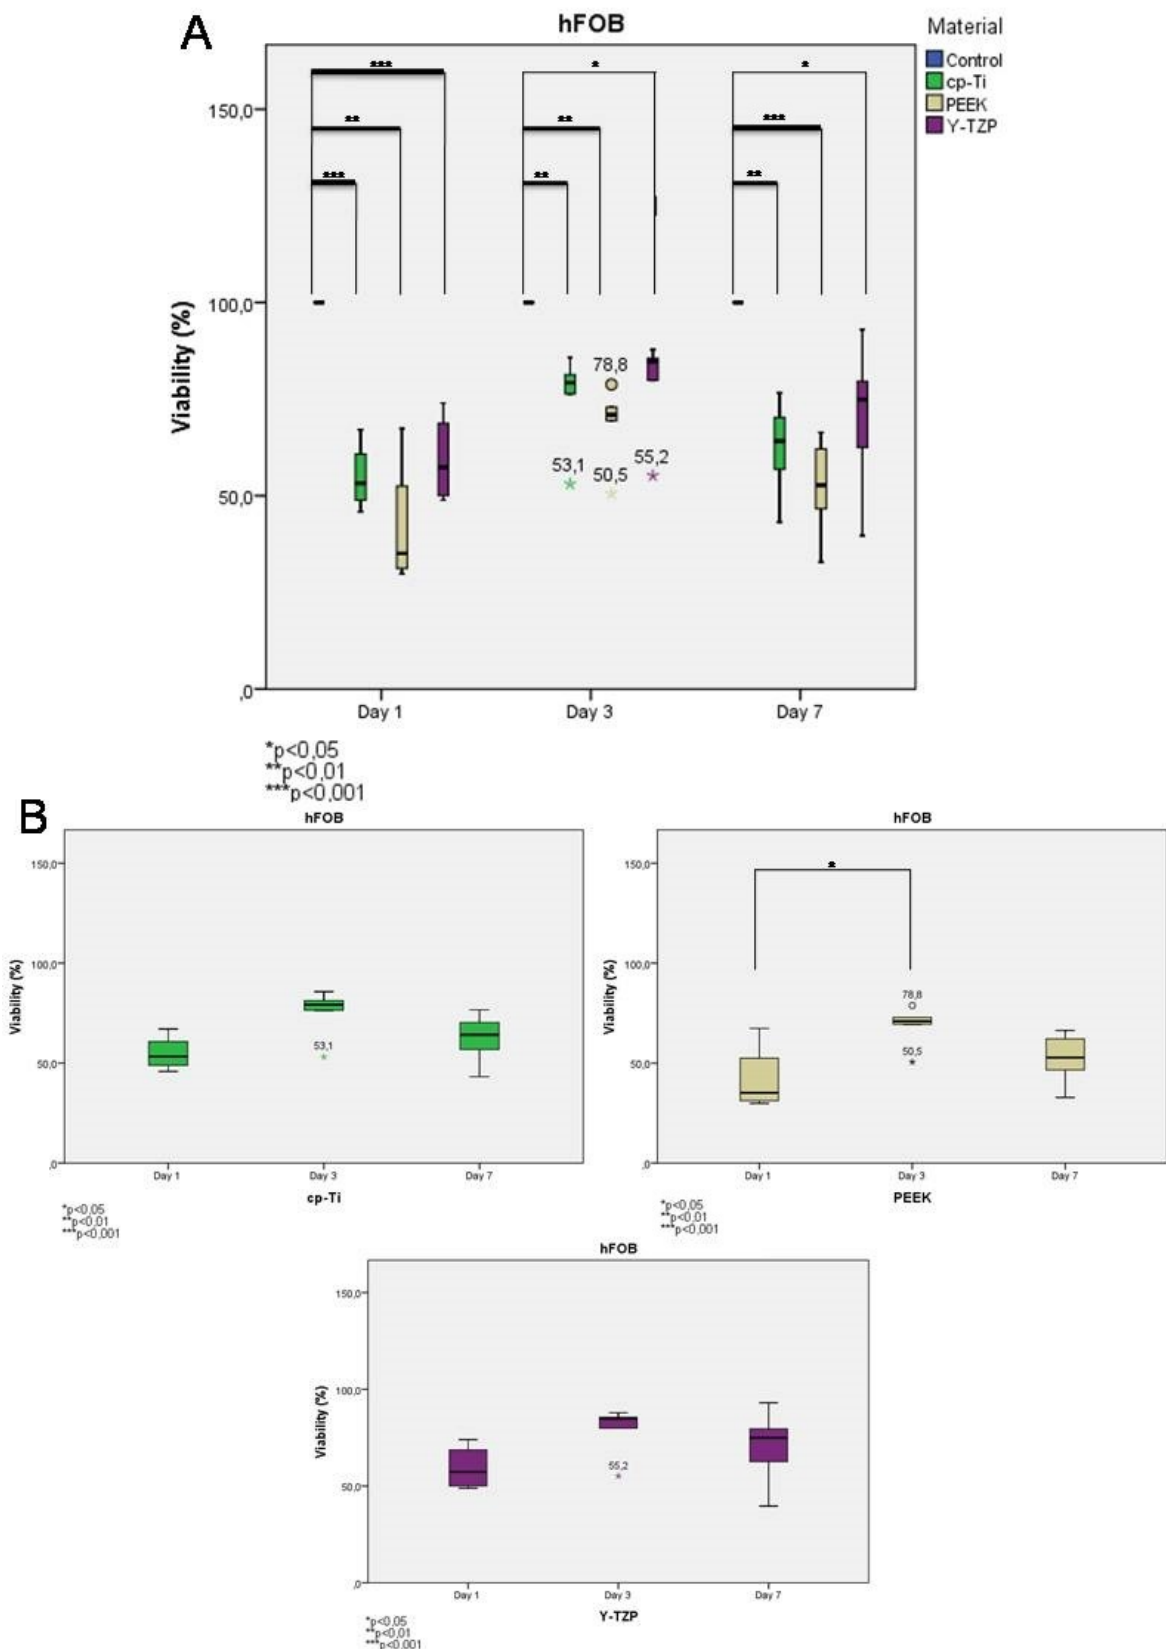 A
hFOB
Material
Control
cp-Ti
PEEK
Y-TZP
Viability (%)
150,0
100,0
50,0
,0
***
**
***
*
**
**
*
***
**
78,8
53,1
50,5
55,2
Day 1
Day 3
Day 7
*p<0,05
**p<0,01
***p<0,001
B
hFOB
Viability (%)
150,0
100,0
50,0
,0
53,1
Day 1
Day 3
Day 7
cp-Ti
*p<0,05
**p<0,01
***p<0,001
hFOB
Viability (%)
150,0
100,0
50,0
,0
*
78,8
50,5
Day 1
Day 3
Day 7
PEEK
*p<0,05
**p<0,01
***p<0,001
hFOB
Viability (%)
150,0
100,0
50,0
,0
55,2
Day 1
Day 3
Day 7
Y-TZP
*p<0,05
**p<0,01
***p<0,001